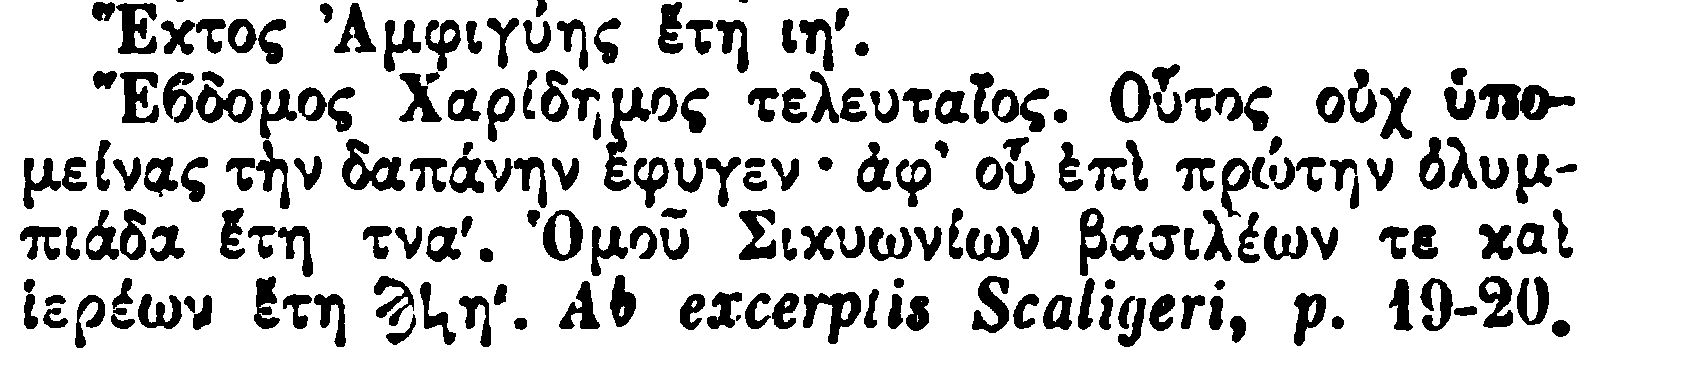 Ἕκτος Ἀμφιγύης ἔτη ιη′.
Ἕβδομος Χαρίδημος τελευταῖος. Οὗτος οὐχ ὑπο-
μείνας τὴν δαπάνην ἔφυγεν · ἀφ’ οὗ ἐπὶ πρώτην ὀλυμ-
πιάδα ἔτη τνα′. Ὁμοῦ Σικυωνίων βασιλέων τε καὶ
ἱερέων ἔτη ϡϟη′. Ab excerptis Scaligeri, p. 19-20.